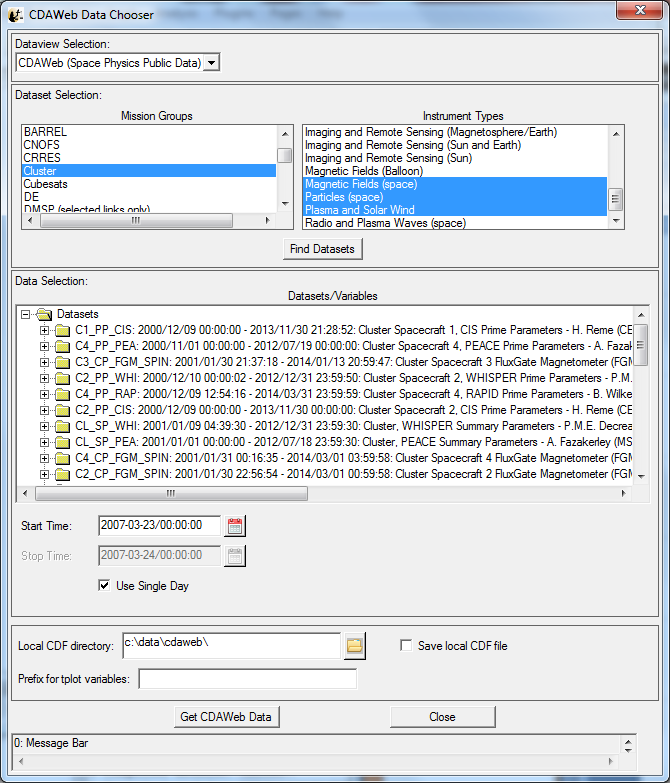 CDAWeb Data Chooser
Dataview Selection:
CDAWeb (Space Physics Public Data)
Dataset Selection:
Mission Groups
BARREL
CNOFS
CRRES
Cluster
Cubesats
DE
DMSP (selected links only)
Instrument Types
Imaging and Remote Sensing (Magnetosphere/Earth)
Imaging and Remote Sensing (Sun and Earth)
Imaging and Remote Sensing (Sun)
Magnetic Fields (Balloon)
Magnetic Fields (space)
Particles (space)
Plasma and Solar Wind
Radio and Plasma Waves (space)
Find Datasets
Data Selection:
Datasets/Variables
Datasets
C1_PP_CIS: 2000/12/09 00:00:00 - 2013/11/30 21:28:52: Cluster Spacecraft 1, CIS Prime Parameters - H. Reme (CE
C4_PP_PEA: 2000/11/01 00:00:00 - 2012/07/19 00:00:00: Cluster Spacecraft 4, PEACE Prime Parameters - A. Fazak
C3_CP_FGM_SPIN: 2001/01/30 21:37:18 - 2014/01/13 20:59:47: Cluster Spacecraft 3 FluxGate Magnetometer (FGM
C2_PP_WHI: 2000/12/10 00:00:02 - 2012/12/31 23:59:50: Cluster Spacecraft 2, WHISPER Prime Parameters - P.M.
C4_PP_RAP: 2000/12/09 12:54:16 - 2014/03/31 23:59:59: Cluster Spacecraft 4, RAPID Prime Parameters - B. Wilke
C2_PP_CIS: 2000/12/09 00:00:00 - 2013/11/30 00:00:00: Cluster Spacecraft 2, CIS Prime Parameters - H. Reme (CE
CL_SP_WHI: 2001/01/09 04:39:30 - 2012/12/31 23:59:30: Cluster, WHISPER Summary Parameters - P.M.E. Decrea
CL_SP_PEA: 2001/01/01 00:00:00 - 2012/07/18 23:59:30: Cluster, PEACE Summary Parameters - A. Fazakerley (MS
C4_CP_FGM_SPIN: 2001/01/31 00:16:35 - 2014/03/01 03:59:58: Cluster Spacecraft 4 FluxGate Magnetometer (FGM
C2_CP_FGM_SPIN: 2001/01/30 22:56:54 - 2014/03/01 03:59:58: Cluster Spacecraft 2 FluxGate Magnetometer (FGM
Start Time: 2007-03-23/00:00:00
Stop Time: 2007-03-24/00:00:00
Use Single Day
Local CDF directory: c:\data\cdaweb\ Save local CDF file
Prefix for tplot variables:
Get CDAWeb Data Close
0: Message Bar